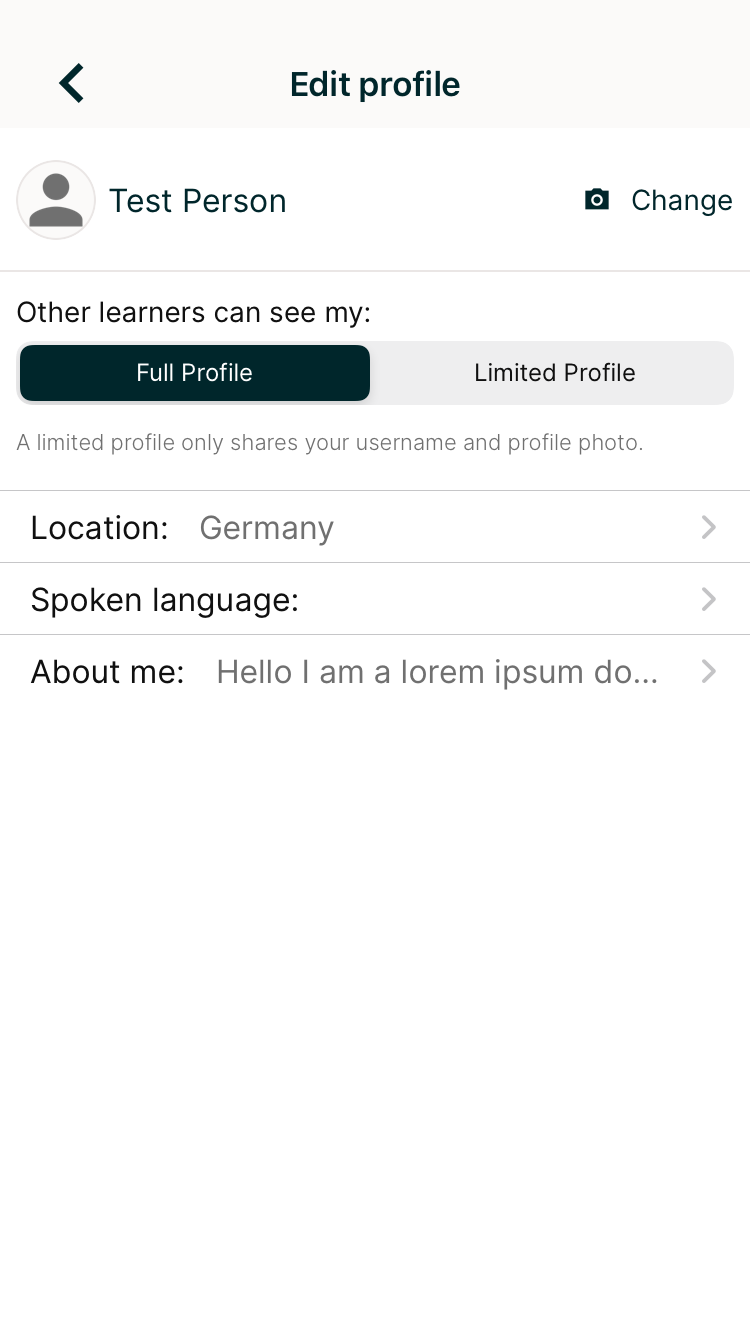 Edit profile
Test Person
Change
Other learners can see my:
Full Profile
Limited Profile
A limited profile only shares your username and profile photo.
Location: Germany
Spoken language:
About me: Hello I am a lorem ipsum do...